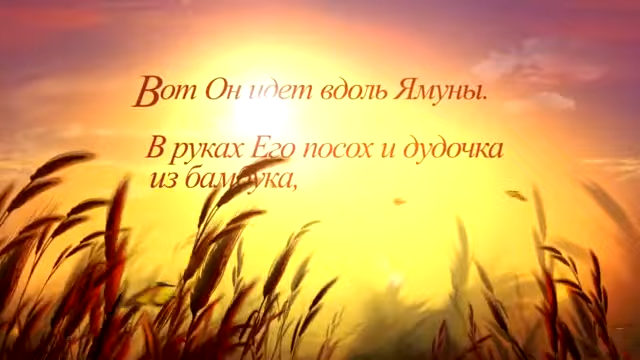 Вот Он идет вдоль Ямуны.
В руках Его посох и дудочка
из бамбука,